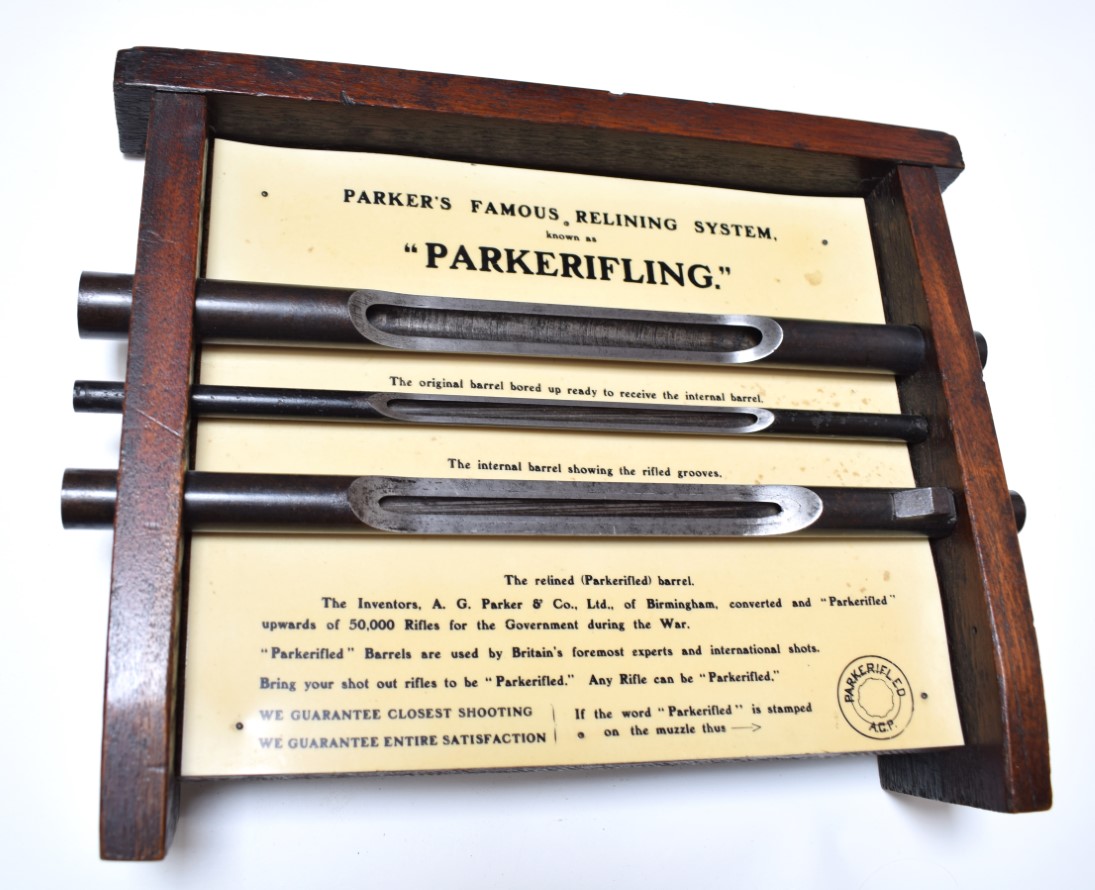 PARKER'S FAMOUS RELINING SYSTEM,
known as
"PARKERIFLING."
The original barrel bored up ready to receive the internal barrel.
The internal barrel showing the rifled grooves.
The relined (Parkerifled) barrel.
The Inventors, A. G. Parker & Co., Ltd., of Birmingham, converted and "Parkerifled"
upwards of 50,000 Rifles for the Government during the War.
"Parkerifled" Barrels are used by Britain's foremost experts and international shots.
Bring your shot out rifles to be "Parkerifled." Any Rifle can be "Parkerifled."
WE GUARANTEE CLOSEST SHOOTING
WE GUARANTEE ENTIRE SATISFACTION
If the word "Parkerifled" is stamped
on the muzzle thus →
PARKERIFLED
A.G.P.